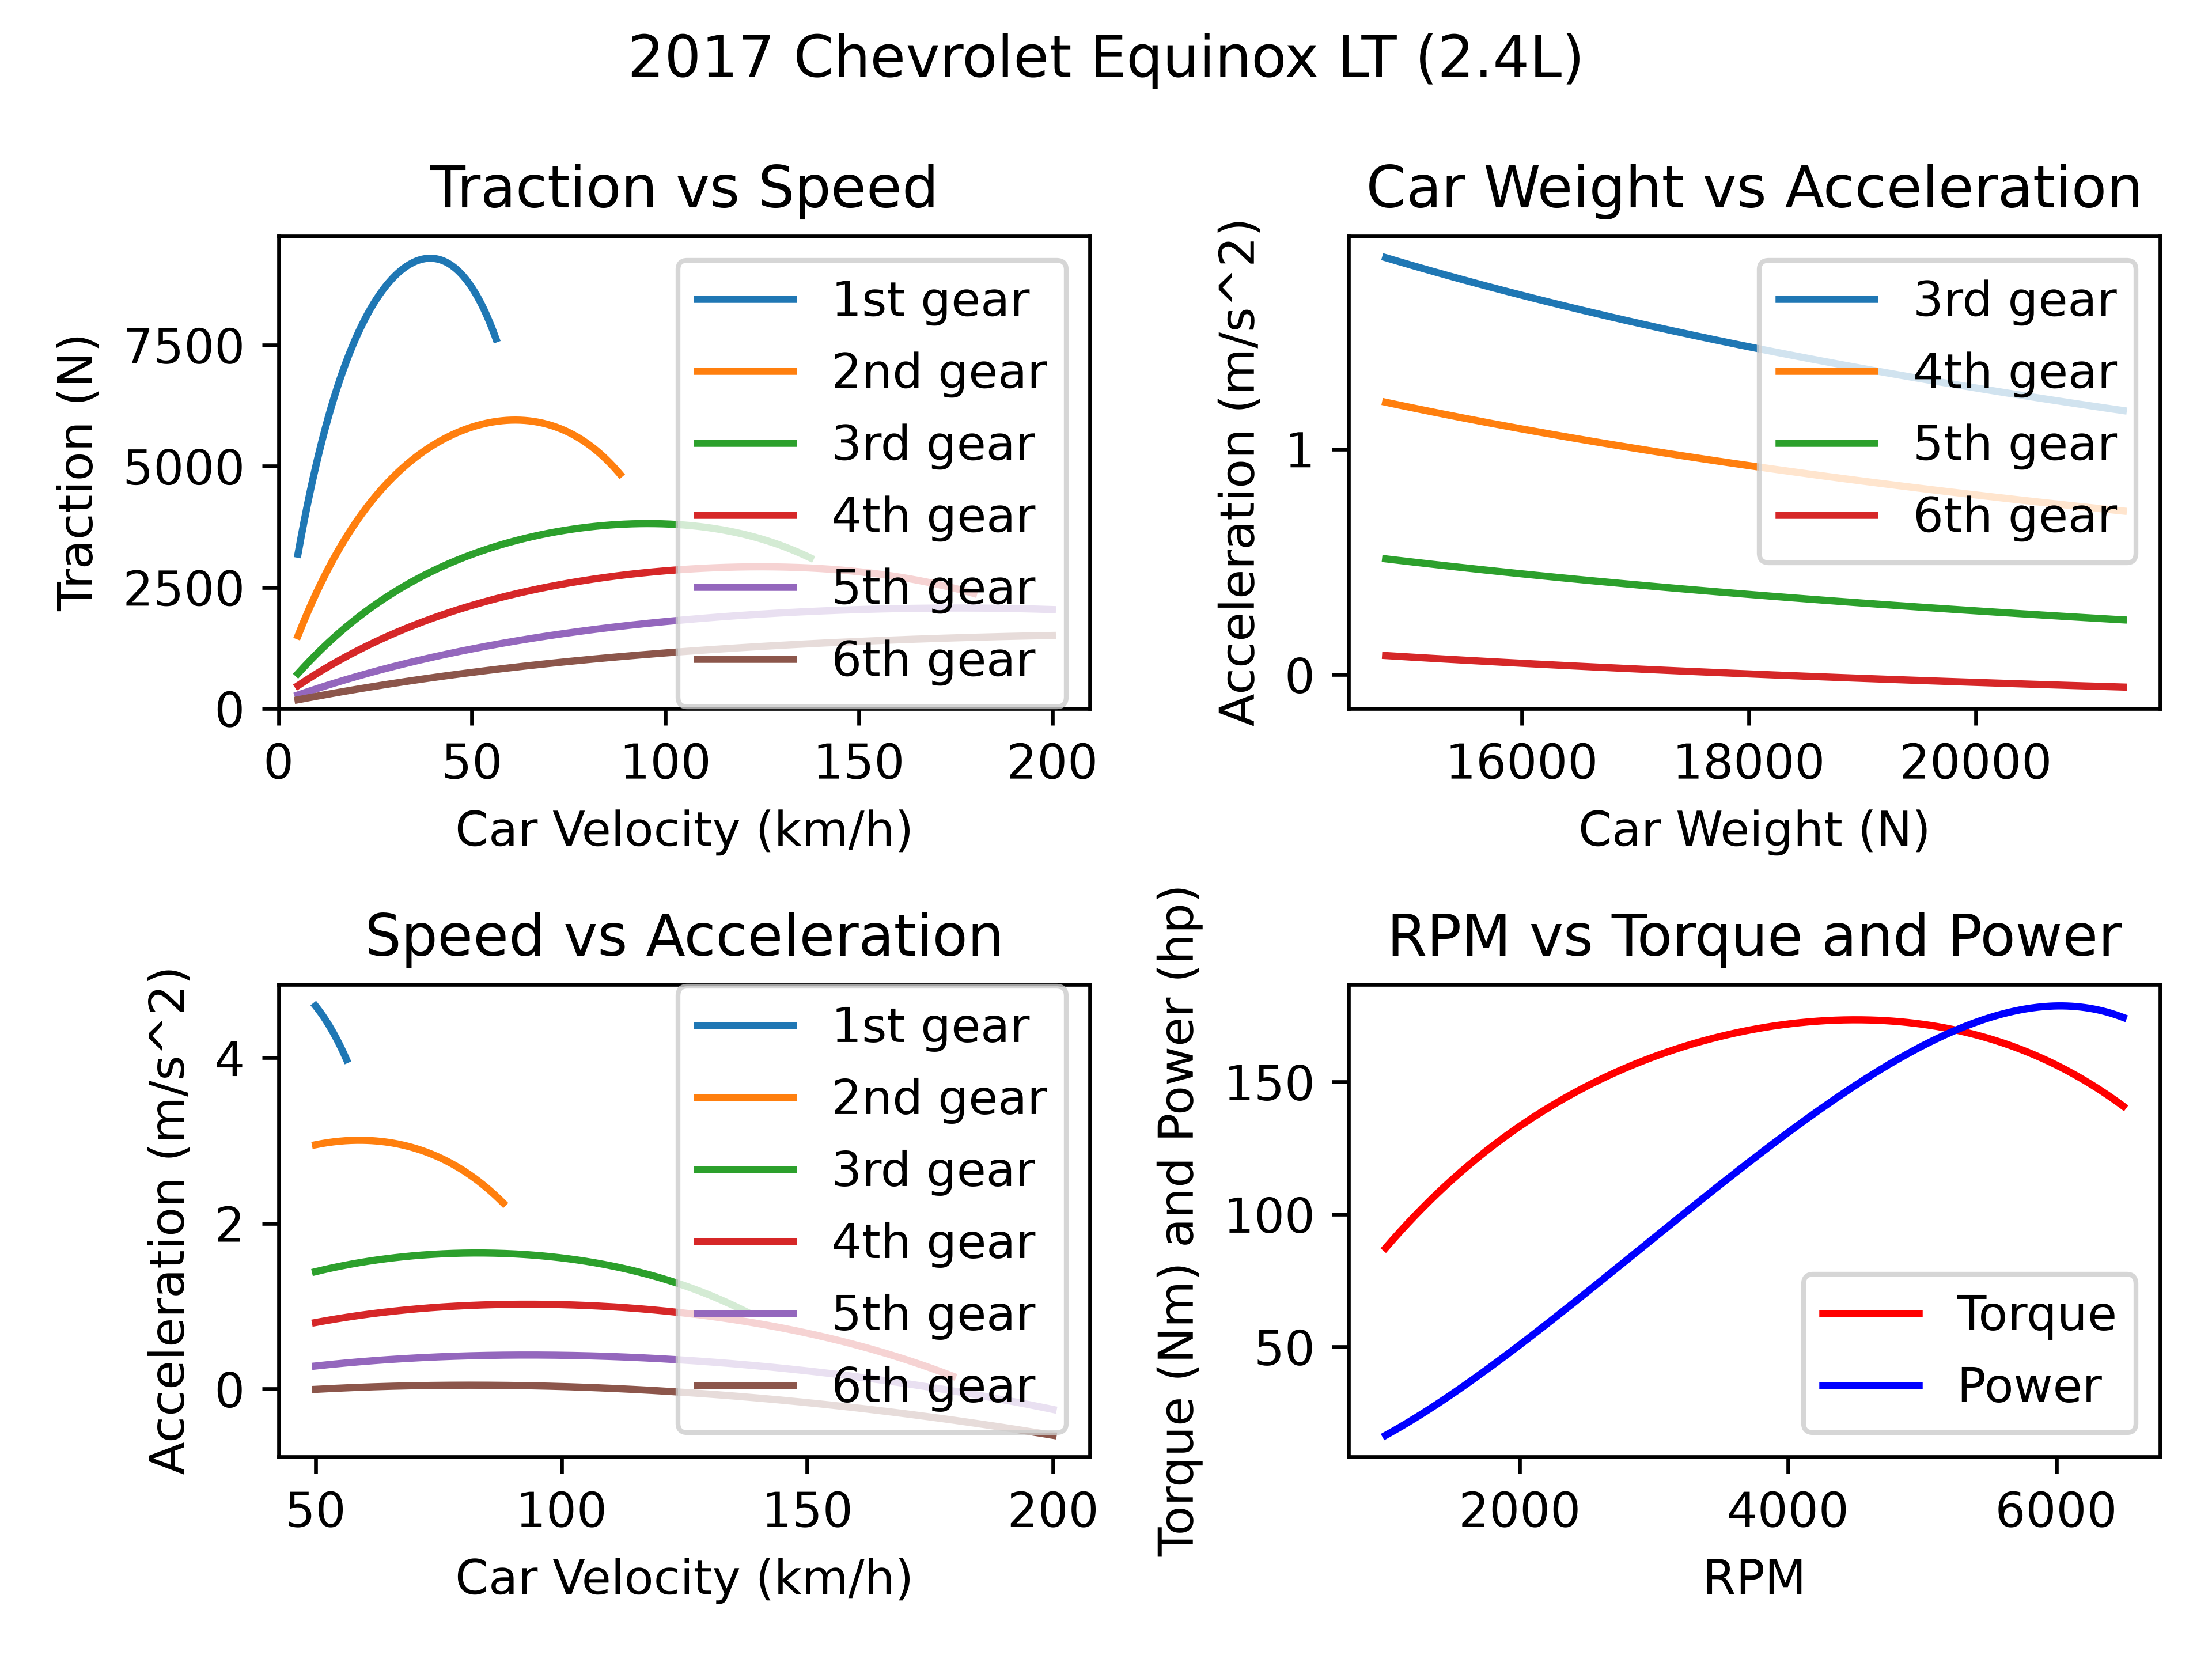 2017 Chevrolet Equinox LT (2.4L)
Traction vs Speed
Traction (N)
7500
5000
2500
0
0 50 100 150 200
Car Velocity (km/h)
1st gear
2nd gear
3rd gear
4th gear
5th gear
6th gear
Car Weight vs Acceleration
Acceleration (m/s^2)
1
0
16000 18000 20000
Car Weight (N)
3rd gear
4th gear
5th gear
6th gear
Speed vs Acceleration
Acceleration (m/s^2)
4
2
0
50 100 150 200
Car Velocity (km/h)
1st gear
2nd gear
3rd gear
4th gear
5th gear
6th gear
RPM vs Torque and Power
Torque (Nm) and Power (hp)
150
100
50
2000 4000 6000
RPM
Torque
Power